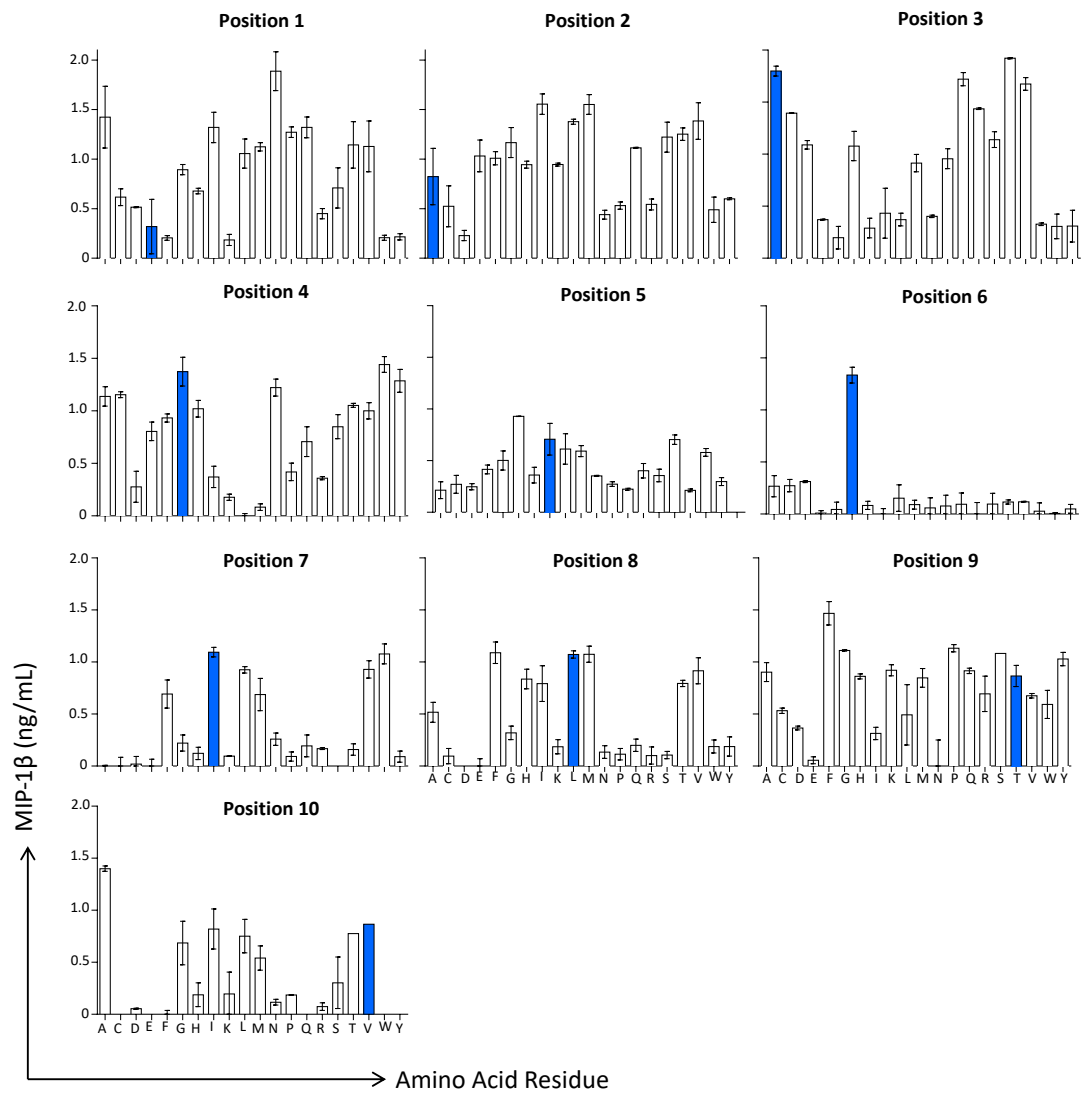 Position 1
Position 2
Position 3
2.0
1.5
1.0
0.5
0
Position 4
Position 5
Position 6
2.0
1.5
1.0
0.5
0
Position 7
Position 8
Position 9
2.0
1.5
1.0
0.5
0
A C D E F G H I K L M N P Q R S T V W Y
A C D E F G H I K L M N P Q R S T V W Y
Position 10
2.0
1.5
1.0
0.5
0
A C D E F G H I K L M N P Q R S T V W Y
MIP-1β (ng/mL)
Amino Acid Residue